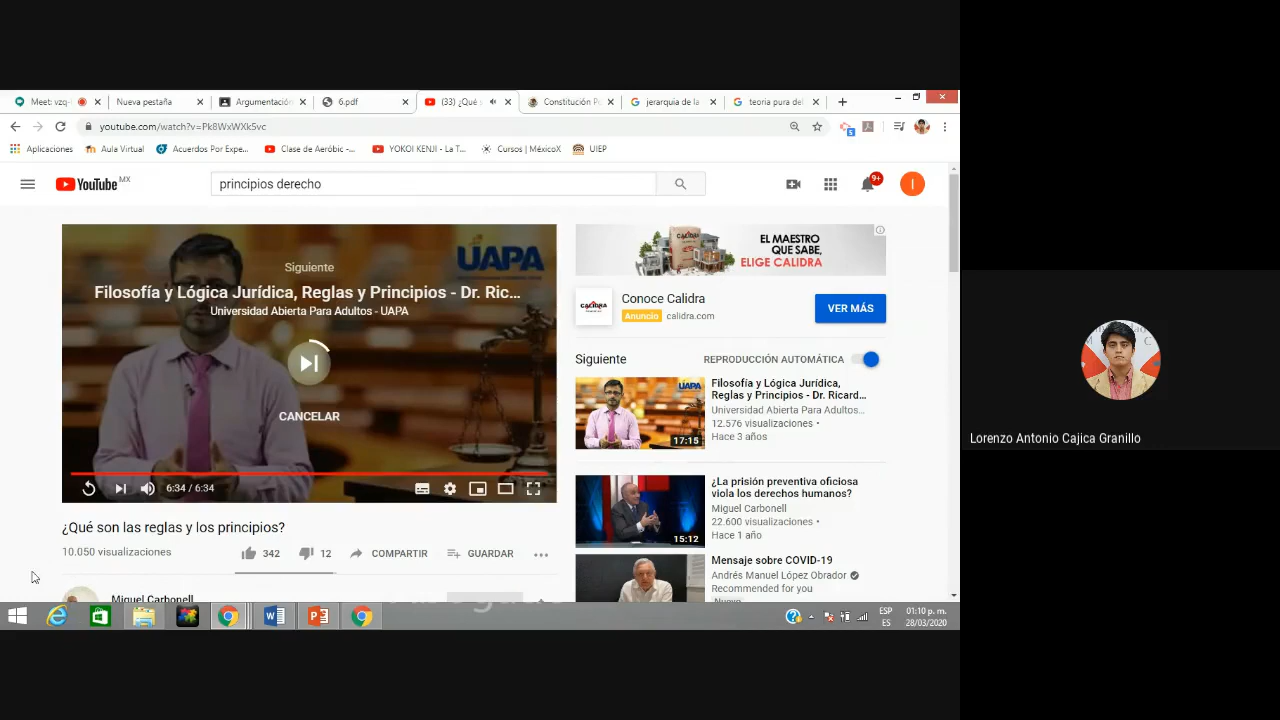 Meet: vzq-
Nueva pestaña
Argumentación
6.pdf
(33) ¿Qué
Constitución P
jerarquia de la
teoria pura del
youtube.com/watch?v=Pk8WxWXk5vc
Aplicaciones
Aula Virtual
Acuerdos Por Expe...
Clase de Aeróbic -...
YOKOI KENJI - La T...
Cursos | MéxicoX
UIEP
YouTube MX
principios derecho
9+
I
UAPA
Siguiente
Filosofía y Lógica Jurídica, Reglas y Principios - Dr. Ric...
Universidad Abierta Para Adultos - UAPA
CANCELAR
6:34 / 6:34
¿Qué son las reglas y los principios?
10.050 visualizaciones
342
12
COMPARTIR
GUARDAR
Miguel Carbonell
CALIDRA
EL MAESTRO
QUE SABE,
ELIGE CALIDRA
CALIDRA
Conoce Calidra
Anuncio calidra.com
VER MÁS
Siguiente
REPRODUCCIÓN AUTOMÁTICA
UAPA
17:15
Filosofía y Lógica Jurídica,
Reglas y Principios - Dr. Ricard...
Universidad Abierta Para Adultos...
12.576 visualizaciones •
Hace 3 años
15:12
¿La prisión preventiva oficiosa
viola los derechos humanos?
Miguel Carbonell
22.600 visualizaciones •
Hace 1 año
Mensaje sobre COVID-19
Andrés Manuel López Obrador
Recommended for you
Nuevo
ESP
ES
01:10 p. m.
28/03/2020
Lorenzo Antonio Cajica Granillo